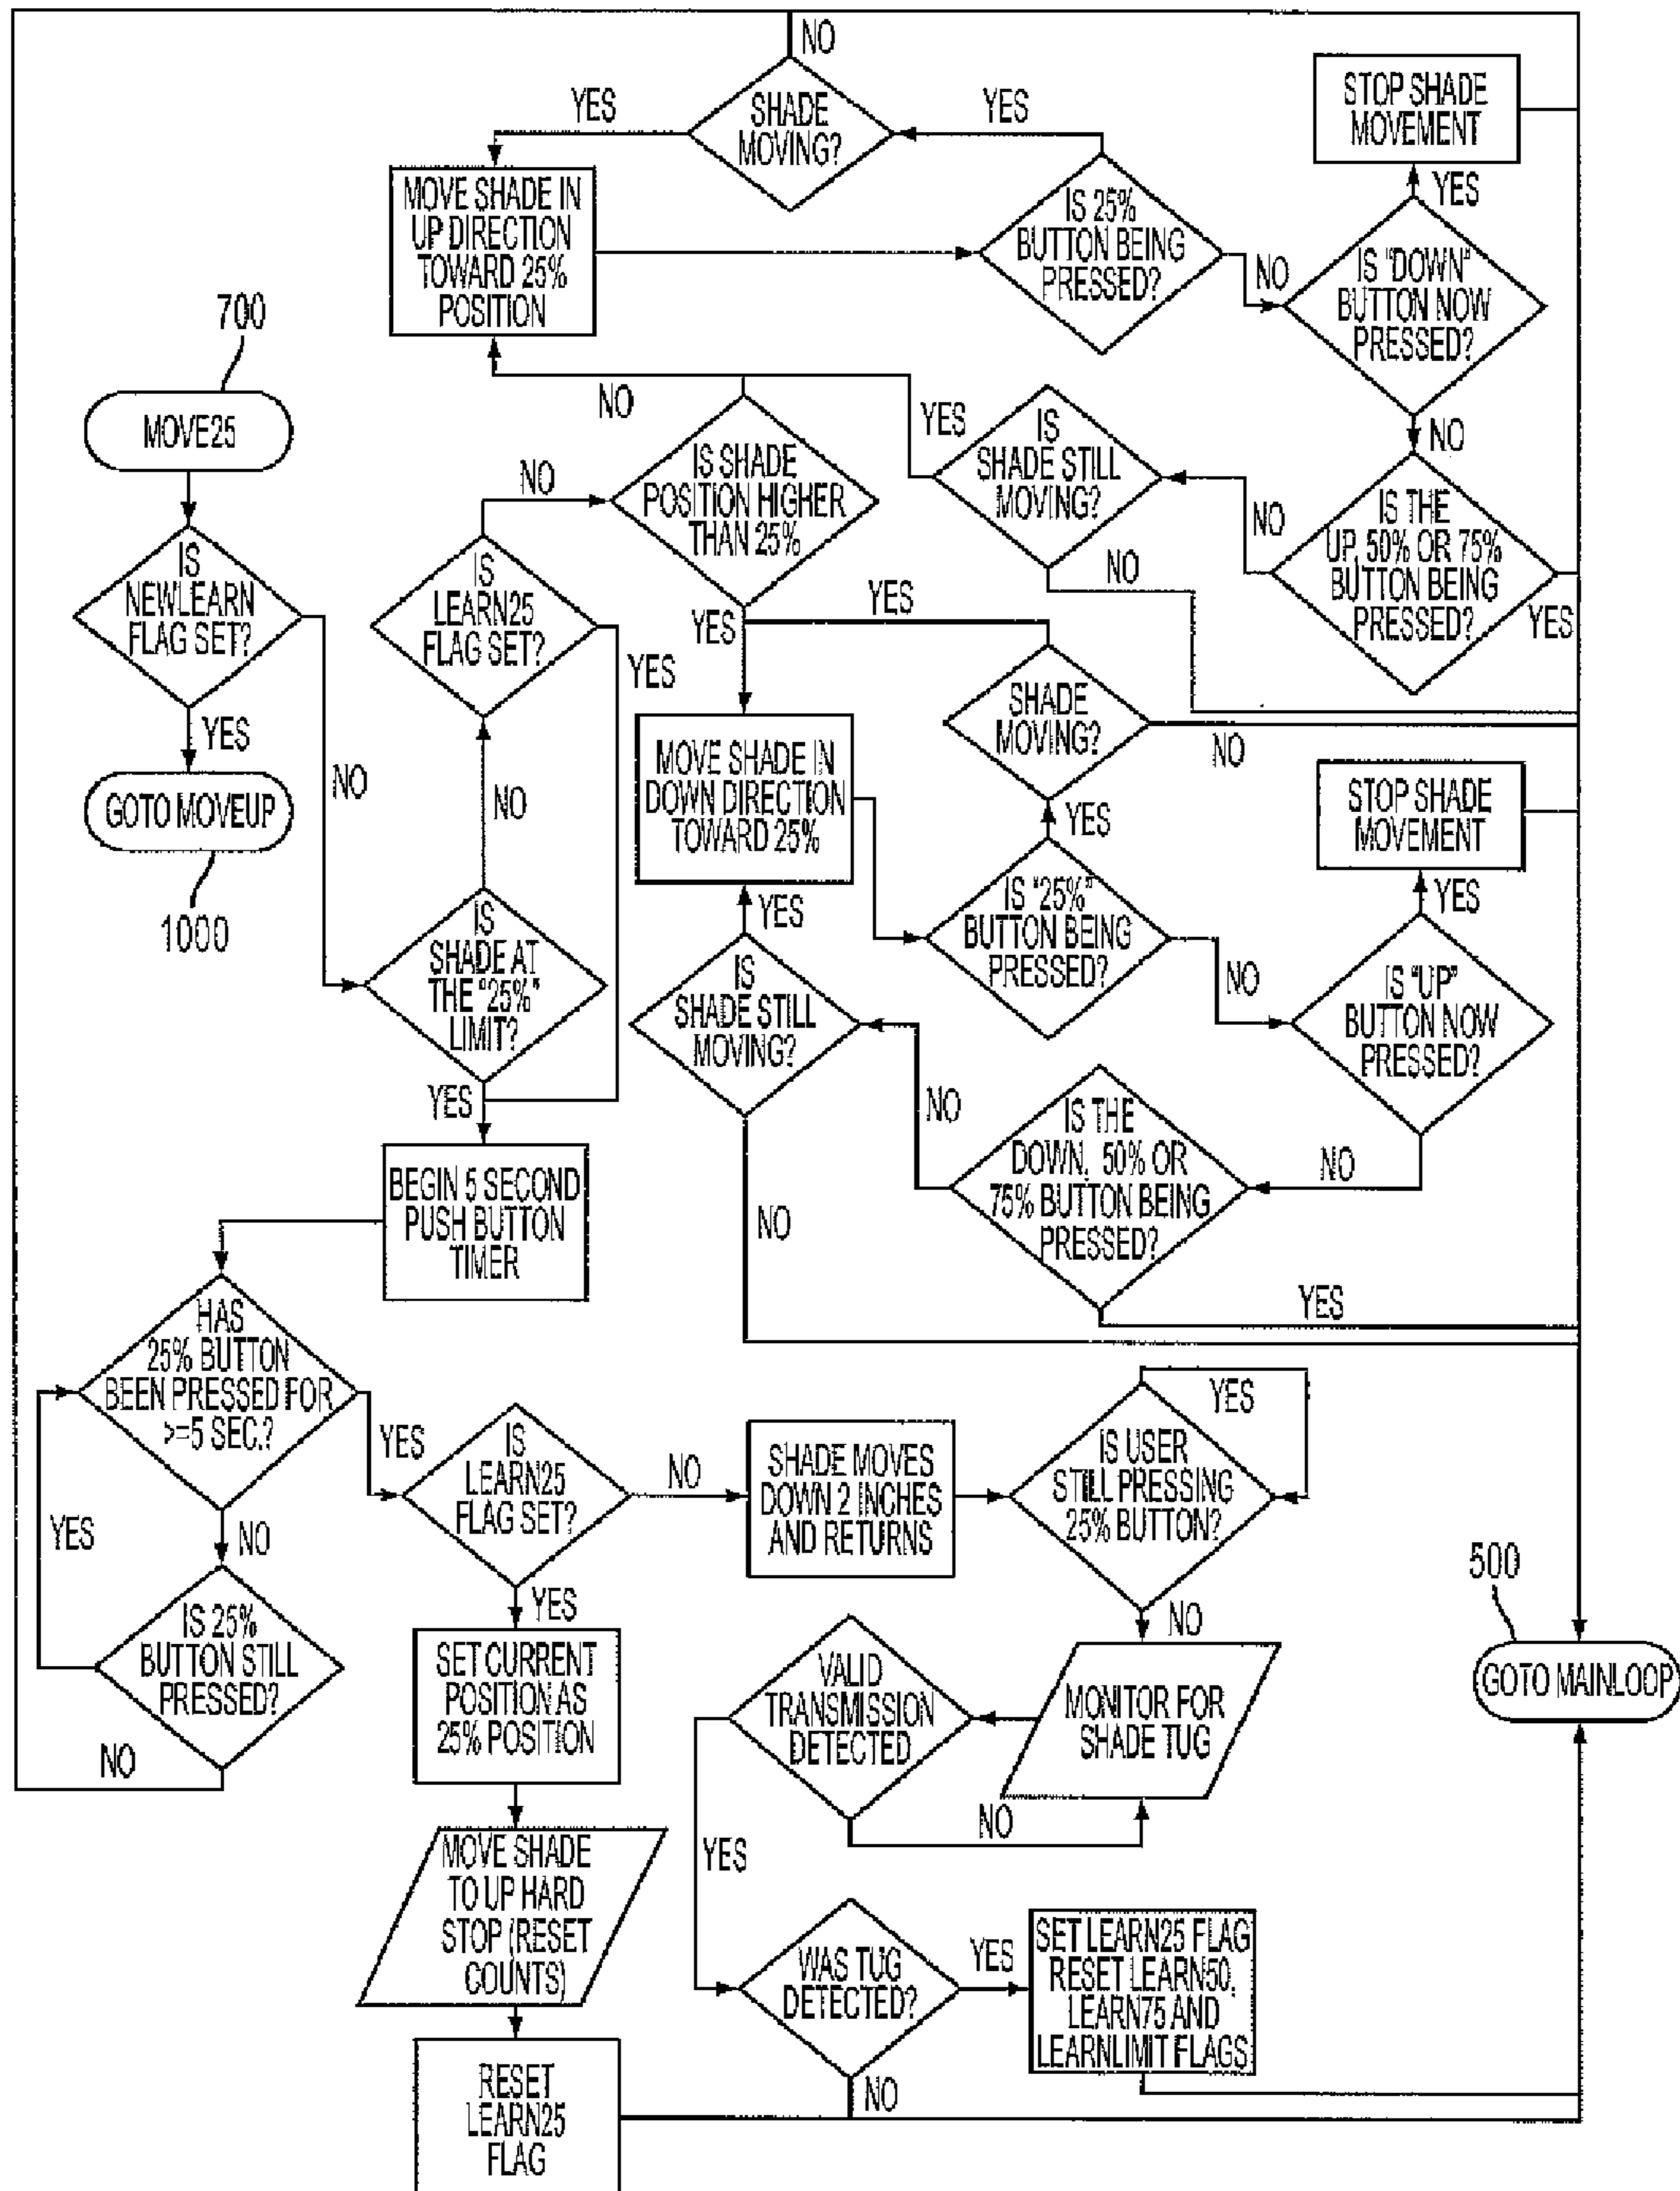 NO
SHADE
MOVING?
YES
YES
STOP SHADE
MOVEMENT
YES
MOVE SHADE IN
UP DIRECTION
TOWARD 25%
POSITION
IS 25%
BUTTON BEING
PRESSED?
NO
IS "DOWN"
BUTTON NOW
PRESSED?
NO
700
MOVE25
NO
IS SHADE
POSITION HIGHER
THAN 25%
YES
IS
SHADE STILL
MOVING?
NO
NO
IS THE
UP, 50% OR 75%
BUTTON BEING
PRESSED?
YES
IS
NEWLEARN
FLAG SET?
YES
NO
GOTO MOVEUP
1000
NO
IS
LEARN25
FLAG SET?
YES
NO
IS
SHADE AT
THE "25%"
LIMIT?
YES
YES
YES
SHADE
MOVING?
NO
MOVE SHADE IN
DOWN DIRECTION
TOWARD 25%
YES
YES
IS "25%"
BUTTON BEING
PRESSED?
NO
STOP SHADE
MOVEMENT
YES
IS "UP"
BUTTON NOW
PRESSED?
NO
IS
SHADE STILL
MOVING?
NO
NO
IS THE
DOWN, 50% OR
75% BUTTON BEING
PRESSED?
YES
BEGIN 5 SECOND
PUSH BUTTON
TIMER
HAS
25% BUTTON
BEEN PRESSED FOR
>=5 SEC.?
YES
NO
YES
IS 25%
BUTTON STILL
PRESSED?
NO
IS
LEARN25
FLAG SET?
NO
YES
SHADE MOVES
DOWN 2 INCHES
AND RETURNS
IS USER
STILL PRESSING
25% BUTTON?
YES
NO
500
GOTO MAINLOOP
SET CURRENT
POSITION AS
25% POSITION
VALID
TRANSMISSION
DETECTED
MONITOR FOR
SHADE TUG
NO
YES
MOVE SHADE
TO UP HARD
STOP (RESET
COUNTS)
WAS TUG
DETECTED?
YES
NO
SET LEARN25 FLAG
RESET LEARN50,
LEARN75 AND
LEARNLIMIT FLAGS
RESET
LEARN25
FLAG